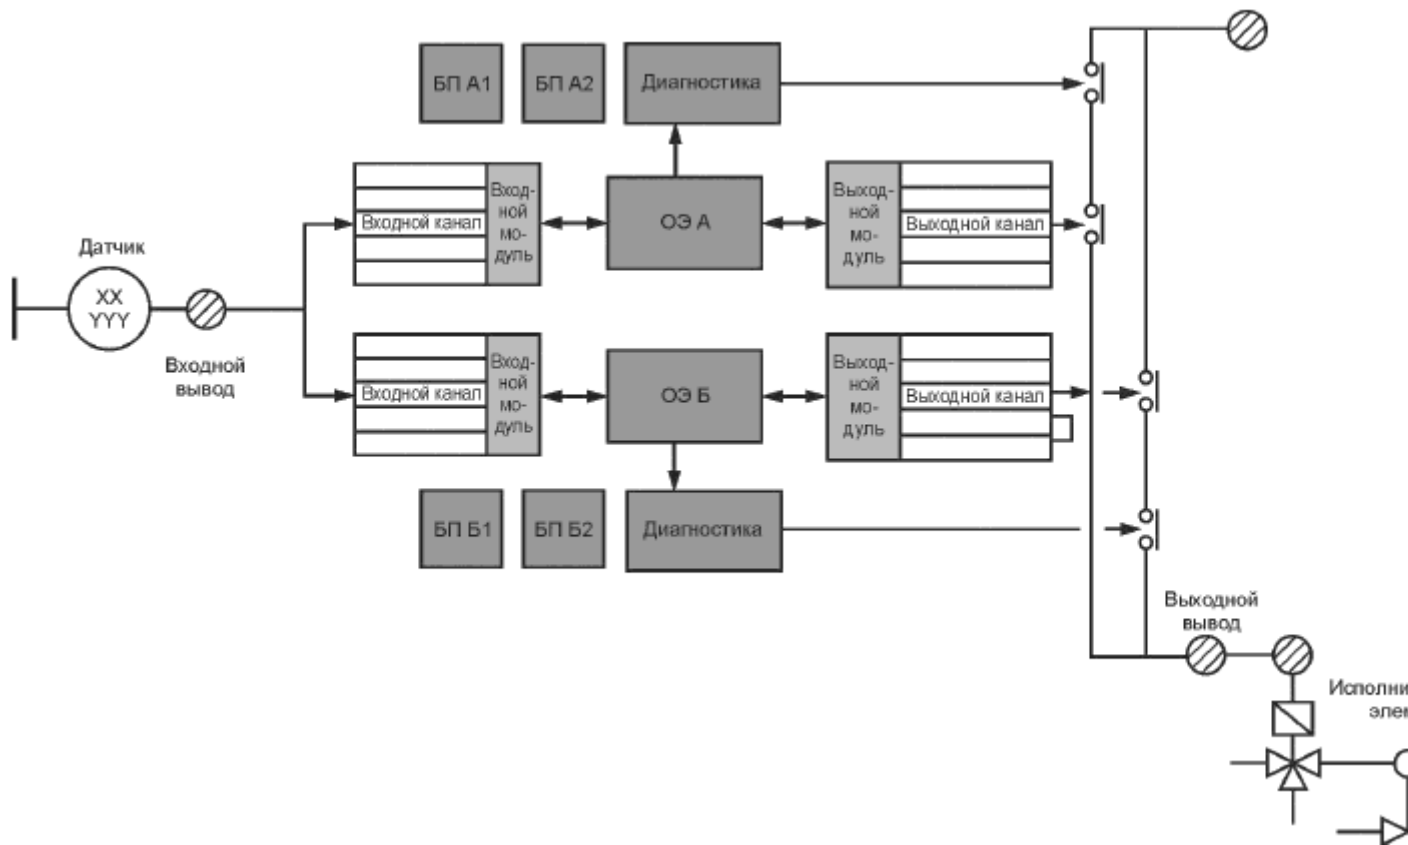 БП А1
БП А2
Диагностика
Входной канал
Вход-
ной
мо-
дуль
ОЭ А
Выход-
ной
мо-
дуль
Выходной канал
Датчик
XX
YYY
Входной
вывод
Входной канал
Вход-
ной
мо-
дуль
ОЭ Б
Выход-
ной
мо-
дуль
Выходной канал
БП Б1
БП Б2
Диагностика
Выходной
вывод
Исполни
элем